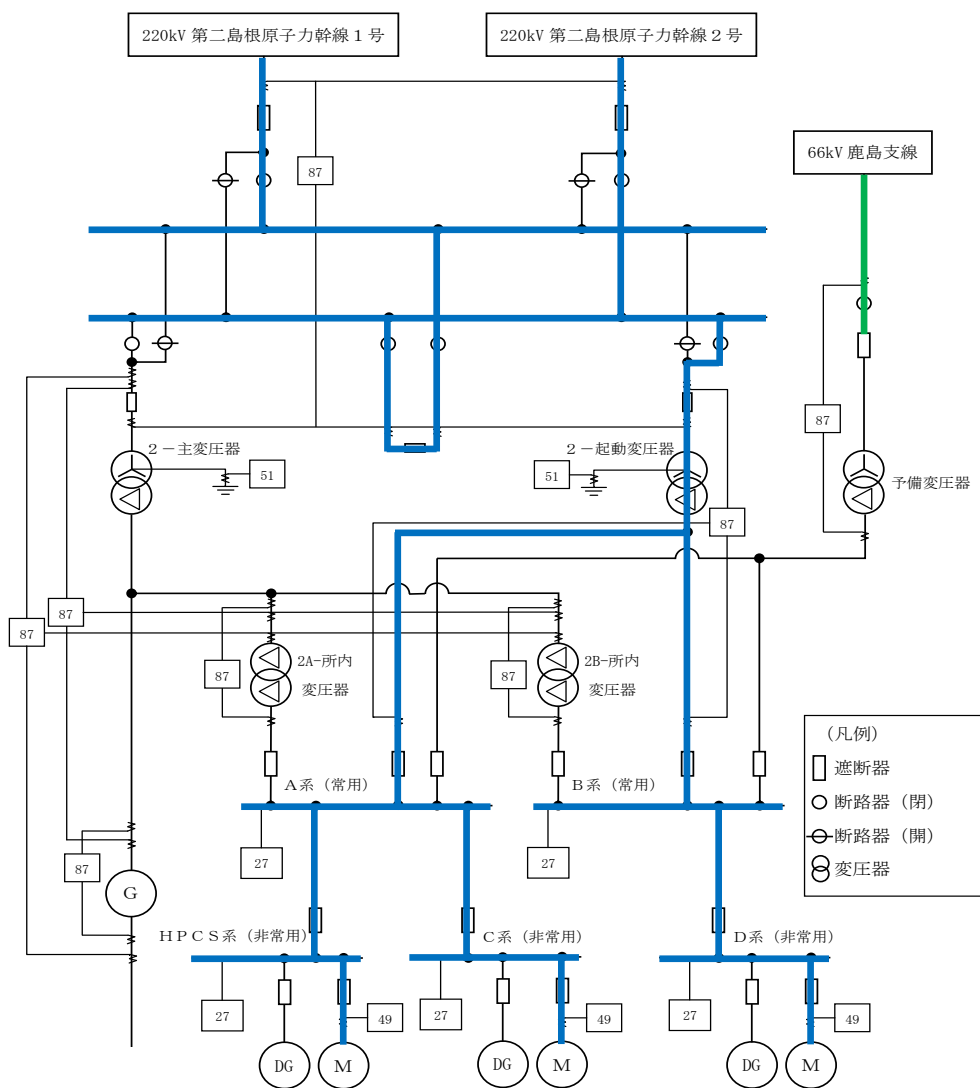 220kV 第二島根原子力幹線1号
220kV 第二島根原子力幹線2号
66kV 鹿島支線
87
87
2－主変圧器
51
2－起動変圧器
51
87
予備変圧器
87
87
87
2A-所内
変圧器
87
2B-所内
変圧器
（凡例）
遮断器
断路器（閉）
断路器（開）
変圧器
A系（常用）
B系（常用）
27
27
87
G
HPCS系（非常用）
C系（非常用）
D系（非常用）
27
49
27
49
27
49
DG
M
DG
M
DG
M